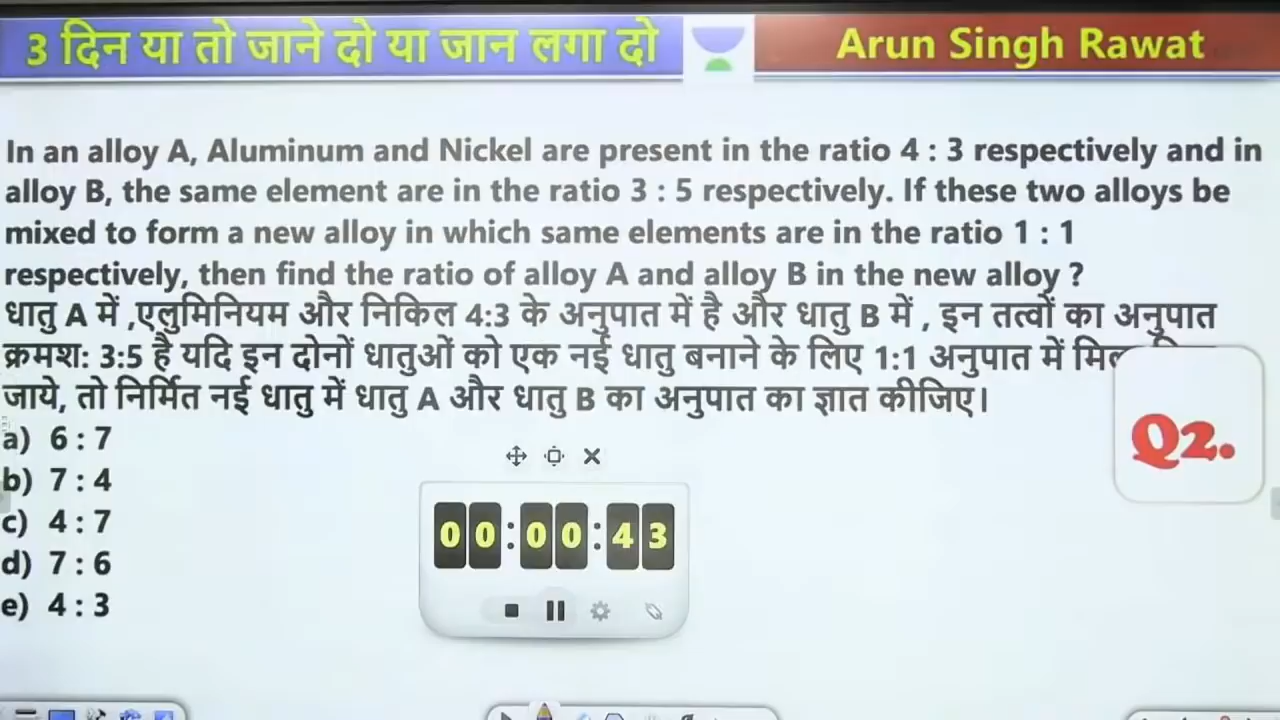 3 दिन या तो जाने दो या जान लगा दो
Arun Singh Rawat
In an alloy A, Aluminum and Nickel are present in the ratio 4 : 3 respectively and in
alloy B, the same element are in the ratio 3 : 5 respectively. If these two alloys be
mixed to form a new alloy in which same elements are in the ratio 1 : 1
respectively, then find the ratio of alloy A and alloy B in the new alloy ?
धातु A में ,एलुमिनियम और निकिल 4:3 के अनुपात में है और धातु B में , इन तत्वों का अनुपात
क्रमश: 3:5 है यदि इन दोनों धातुओं को एक नई धातु बनाने के लिए 1:1 अनुपात में
जाये, तो निर्मित नई धातु में धातु A और धातु B का अनुपात का ज्ञात कीजिए।
a) 6 : 7
b) 7 : 4
c) 4 : 7
d) 7 : 6
e) 4 : 3
Q2.
00:00:43